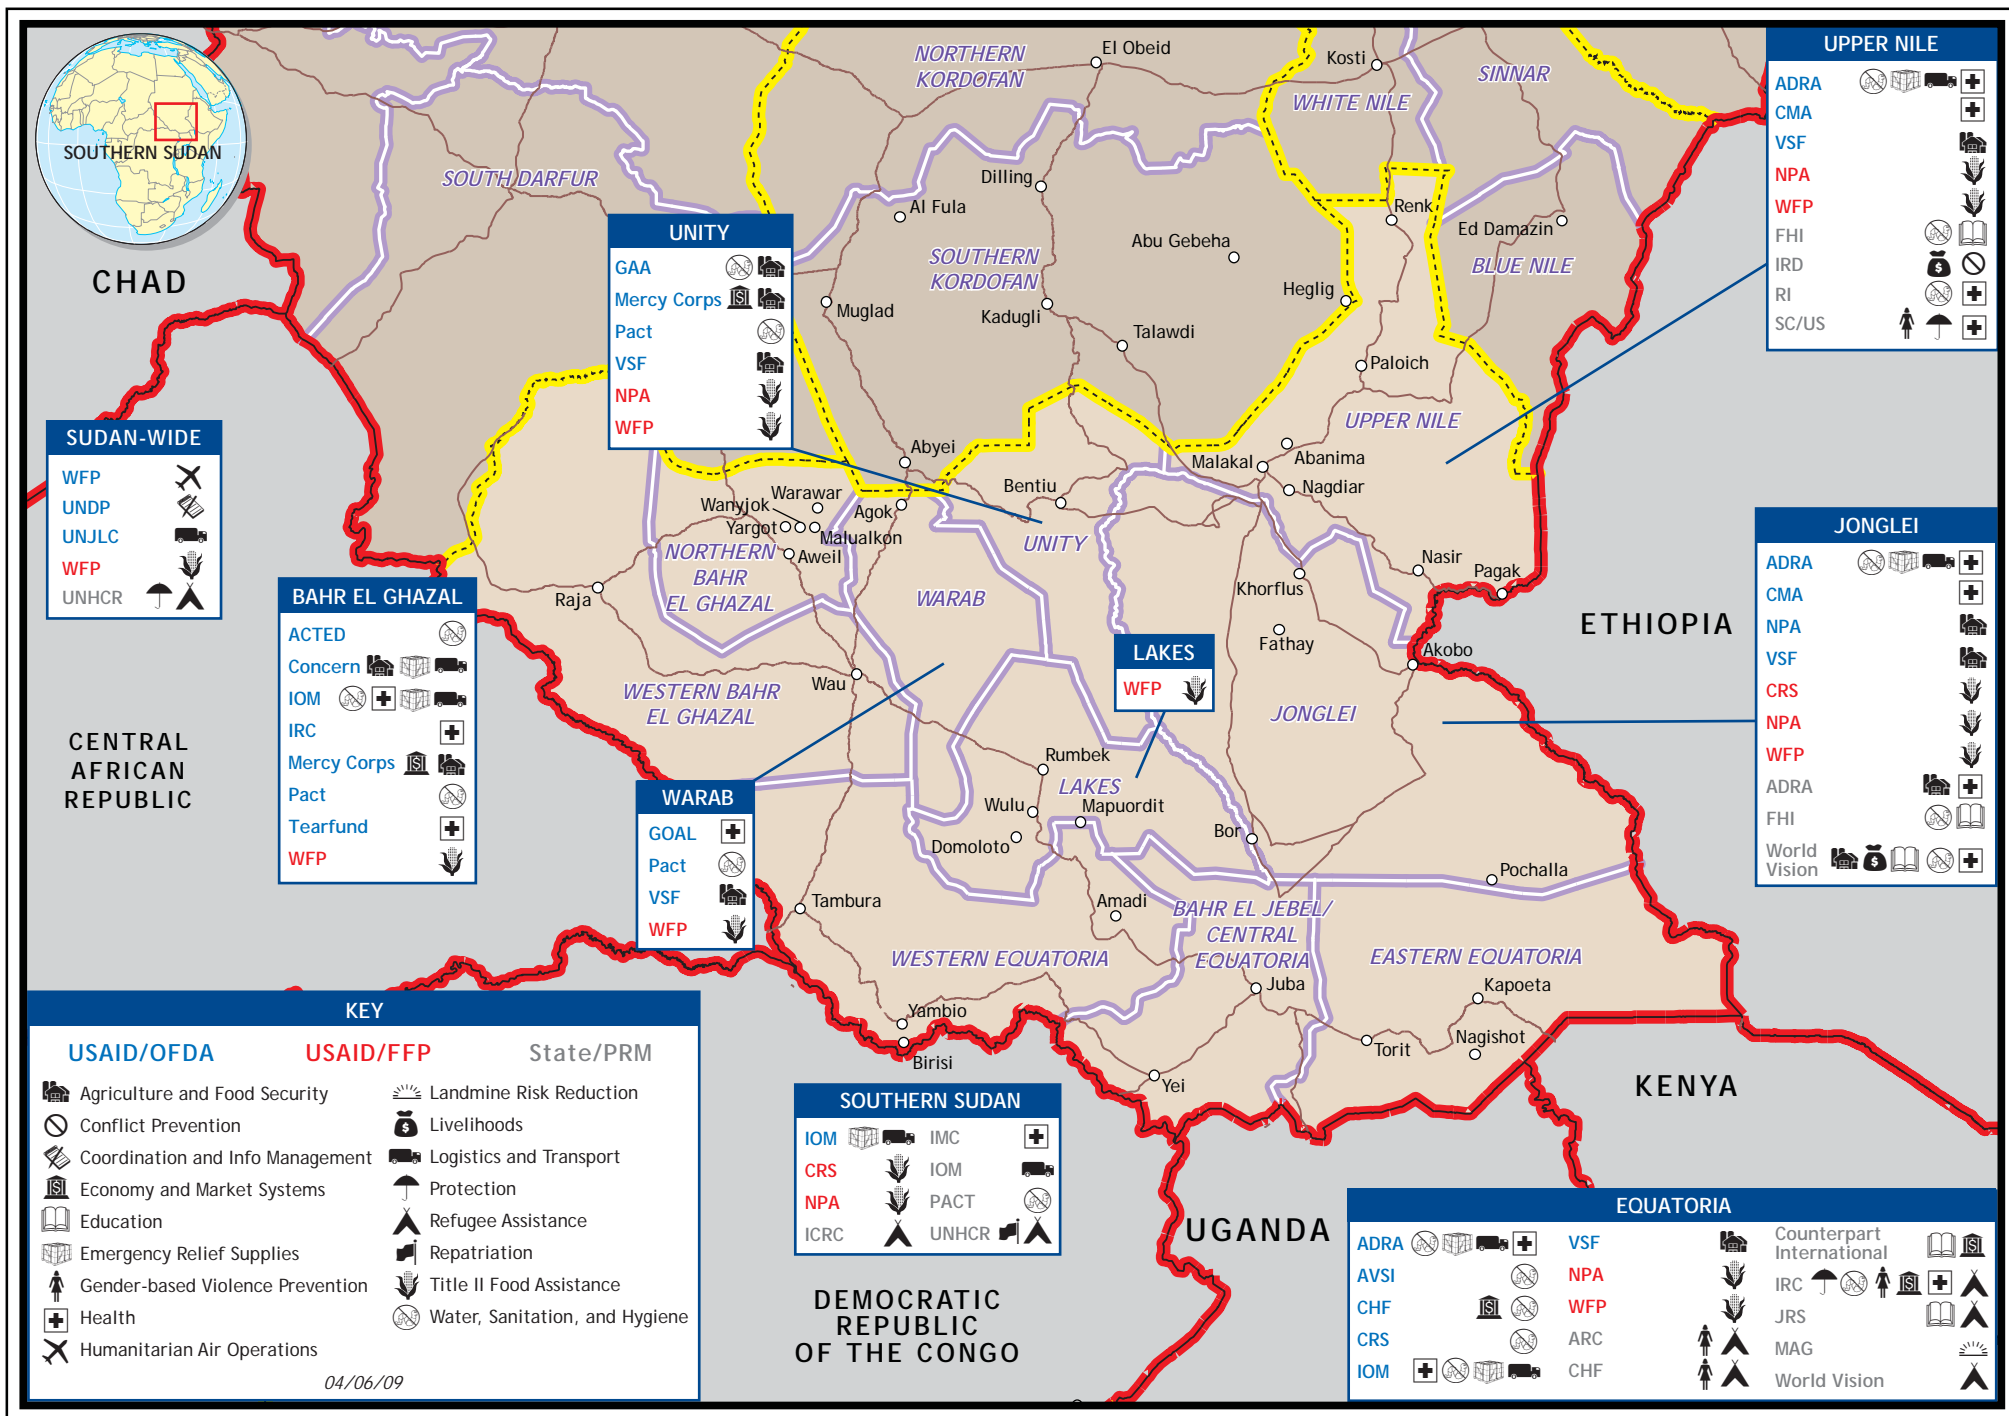 SOUTHERN SUDAN
CHAD
CENTRAL
AFRICAN
REPUBLIC
ETHIOPIA
KENYA
UGANDA
DEMOCRATIC
REPUBLIC
OF THE CONGO
NORTHERN
KORDOFAN
WHITE NILE
SINNAR
SOUTH DARFUR
SOUTHERN
KORDOFAN
BLUE NILE
UPPER NILE
UNITY
NORTHERN
BAHR
EL GHAZAL
WARAB
WESTERN BAHR
EL GHAZAL
JONGLEI
LAKES
WESTERN EQUATORIA
BAHR EL JEBEL/
CENTRAL
EQUATORIA
EASTERN EQUATORIA
El Obeid
Kosti
Dilling
Al Fula
Renk
Ed Damazin
Abu Gebeha
Heglig
Muglad
Kadugli
Talawdi
Paloich
Abyei
Malakal
Abanima
Nagdiar
Bentiu
Warawar
Wanyjok
Agok
Yargot
Malualkon
Aweil
Raja
Nasir
Pagak
Khorflus
Fathay
Akobo
Wau
Rumbek
Wulu
Mapuordit
Domoloto
Bor
Pochalla
Tambura
Amadi
Juba
Kapoeta
Yambio
Birisi
Torit
Nagishot
Yei
UPPER NILE
ADRA
CMA
VSF
NPA
WFP
FHI
IRD
RI
SC/US
UNITY
GAA
Mercy Corps
Pact
VSF
NPA
WFP
SUDAN-WIDE
WFP
UNDP
UNJLC
WFP
UNHCR
BAHR EL GHAZAL
ACTED
Concern
IOM
IRC
Mercy Corps
Pact
Tearfund
WFP
JONGLEI
ADRA
CMA
NPA
VSF
CRS
NPA
WFP
ADRA
FHI
World
Vision
LAKES
WFP
WARAB
GOAL
Pact
VSF
WFP
SOUTHERN SUDAN
IOM
CRS
NPA
ICRC
IMC
IOM
PACT
UNHCR
EQUATORIA
ADRA
AVSI
CHF
CRS
IOM
VSF
NPA
WFP
ARC
CHF
Counterpart
International
IRC
JRS
MAG
World Vision
KEY
USAID/OFDA USAID/FFP State/PRM
Agriculture and Food Security
Conflict Prevention
Coordination and Info Management
Economy and Market Systems
Education
Emergency Relief Supplies
Gender-based Violence Prevention
Health
Humanitarian Air Operations
Landmine Risk Reduction
Livelihoods
Logistics and Transport
Protection
Refugee Assistance
Repatriation
Title II Food Assistance
Water, Sanitation, and Hygiene
04/06/09